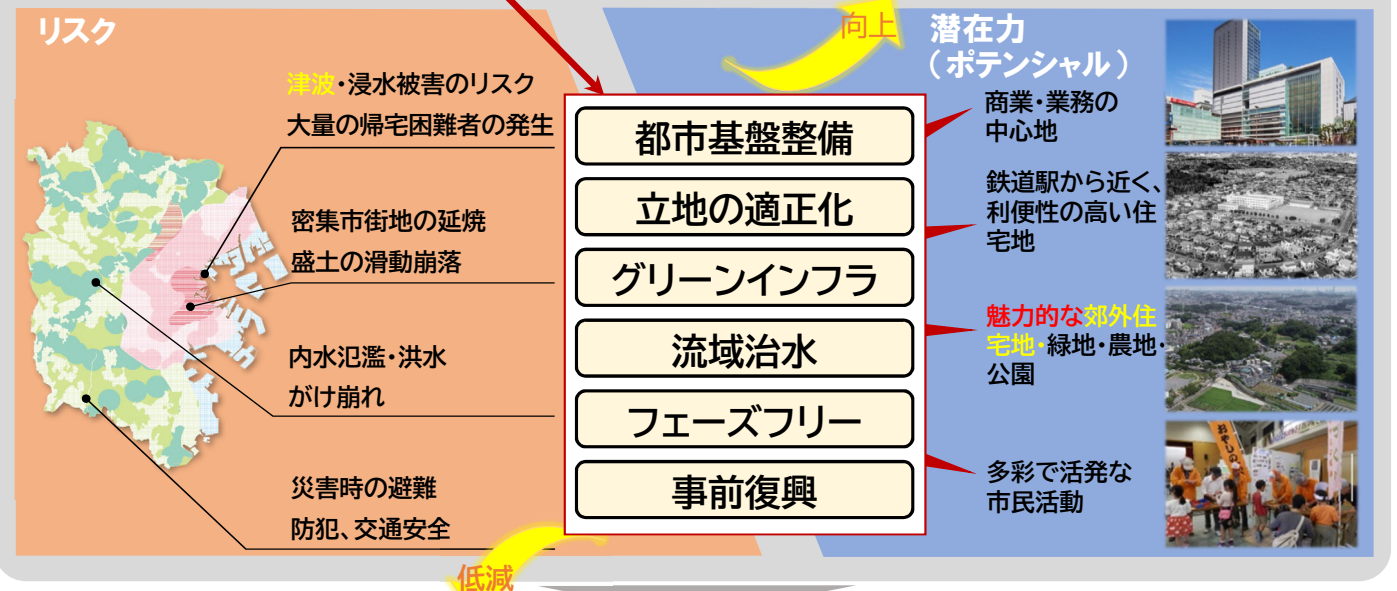 リスク
津波・浸水被害のリスク
大量の帰宅困難者の発生
密集市街地の延焼
盛土の滑動崩落
内水氾濫・洪水
がけ崩れ
災害時の避難
防犯、交通安全
低減
都市基盤整備
立地の適正化
グリーンインフラ
流域治水
フェーズフリー
事前復興
向上
潜在力
（ポテンシャル）
商業・業務の
中心地
鉄道駅から近く、
利便性の高い住
宅地
魅力的な郊外住
宅地・緑地・農地・
公園
多彩で活発な
市民活動
おやじの